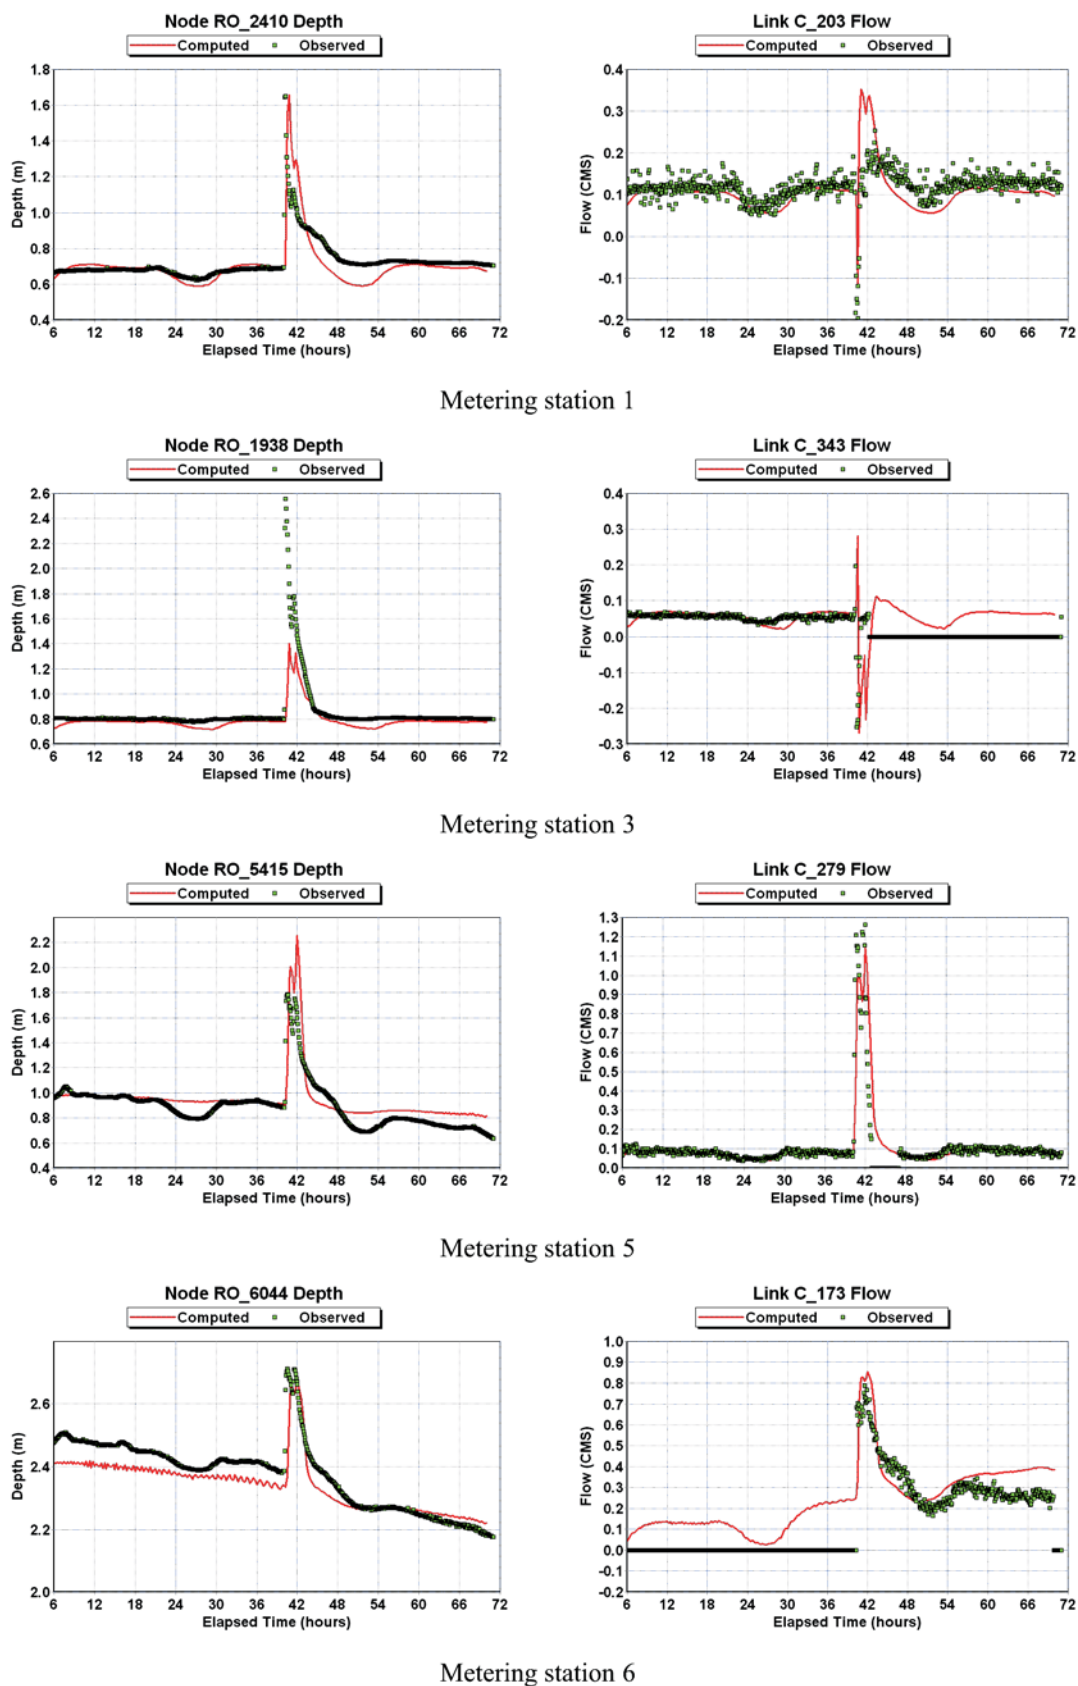 Node RO_2410 Depth
Computed Observed
Depth (m)
1.8
1.6
1.4
1.2
1.0
0.8
0.6
0.4
6 12 18 24 30 36 42 48 54 60 66 72
Elapsed Time (hours)
Link C_203 Flow
Computed Observed
Flow (CMS)
0.4
0.3
0.2
0.1
0.0
-0.1
-0.2
6 12 18 24 30 36 42 48 54 60 66 72
Elapsed Time (hours)
Metering station 1
Node RO_1938 Depth
Computed Observed
Depth (m)
2.6
2.4
2.2
2.0
1.8
1.6
1.4
1.2
1.0
0.8
0.6
6 12 18 24 30 36 42 48 54 60 66 72
Elapsed Time (hours)
Link C_343 Flow
Computed Observed
Flow (CMS)
0.4
0.3
0.2
0.1
0.0
-0.1
-0.2
-0.3
6 12 18 24 30 36 42 48 54 60 66 72
Elapsed Time (hours)
Metering station 3
Node RO_5415 Depth
Computed Observed
Depth (m)
2.2
2.0
1.8
1.6
1.4
1.2
1.0
0.8
0.6
0.4
6 12 18 24 30 36 42 48 54 60 66 72
Elapsed Time (hours)
Link C_279 Flow
Computed Observed
Flow (CMS)
1.3
1.2
1.1
1.0
0.9
0.8
0.7
0.6
0.5
0.4
0.3
0.2
0.1
0.0
6 12 18 24 30 36 42 48 54 60 66 72
Elapsed Time (hours)
Metering station 5
Node RO_6044 Depth
Computed Observed
Depth (m)
2.6
2.4
2.2
2.0
6 12 18 24 30 36 42 48 54 60 66 72
Elapsed Time (hours)
Link C_173 Flow
Computed Observed
Flow (CMS)
1.0
0.9
0.8
0.7
0.6
0.5
0.4
0.3
0.2
0.1
0.0
-0.1
-0.2
6 12 18 24 30 36 42 48 54 60 66 72
Elapsed Time (hours)
Metering station 6